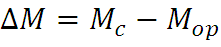 ΔM = M_c − M_op